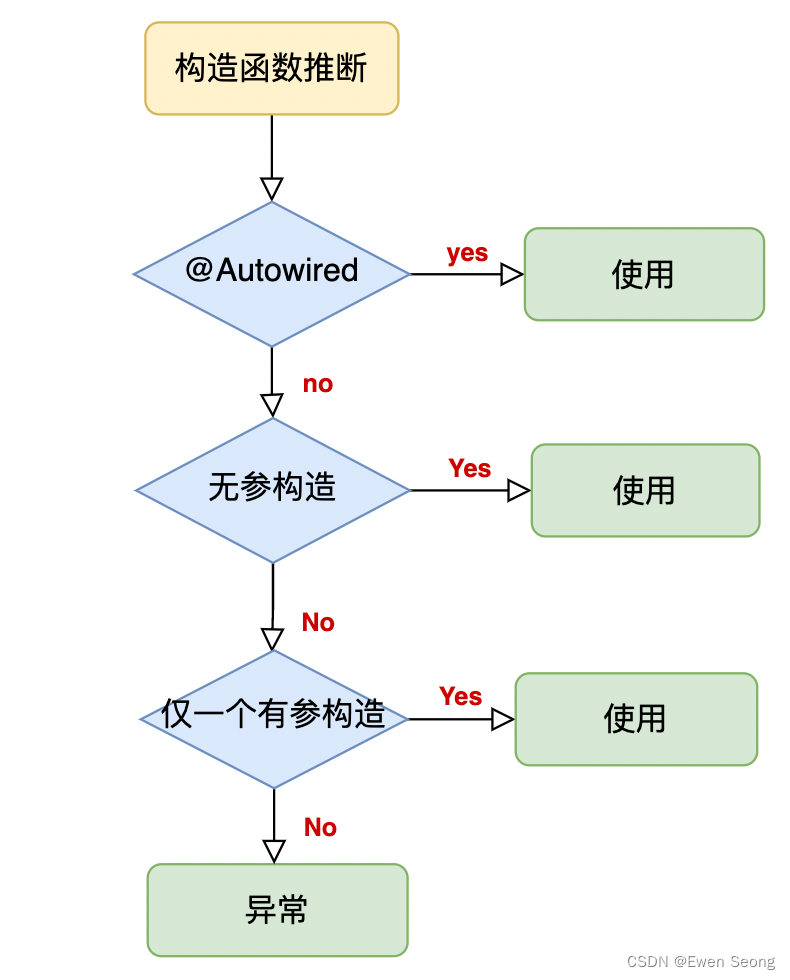 构造函数推断
@Autowired
yes
使用
no
无参构造
Yes
使用
No
仅一个有参构造
Yes
使用
No
异常
CSDN @Ewen Seong